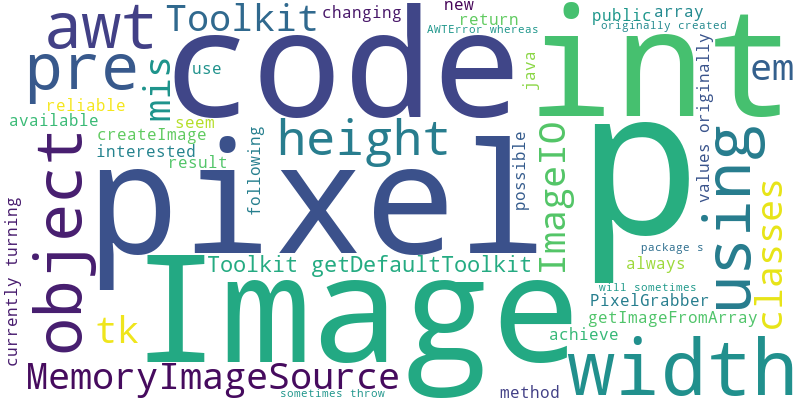 awt
Toolkit
changing
new
return
public
array
originally created
AWTError whereas
code
int
pre
use
mis
java
em
reliable
available
seem
createImage
interested
result
height
following
possible
ImageIO
values originally
using
pixel
p
object
classes
currently turning
package s
always
Toolkit getDefaultToolkit
will sometimes
PixelGrabber
tk
Image
getImageFromArray
achieve
width
MemoryImageSource
sometimes throw
method